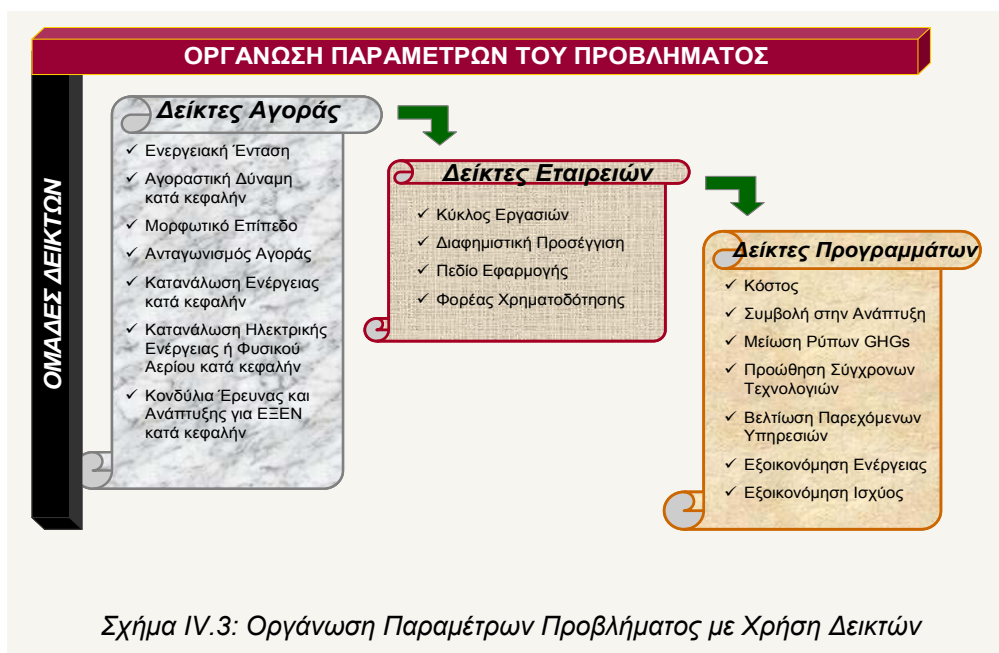 ΟΡΓΑΝΩΣΗ ΠΑΡΑΜΕΤΡΩΝ ΤΟΥ ΠΡΟΒΛΗΜΑΤΟΣ
ΟΜΑΔΕΣ ΔΕΙΚΤΩΝ
Δείκτες Αγοράς
✓ Ενεργειακή Ένταση
✓ Αγοραστική Δύναμη
κατά κεφαλήν
✓ Μορφωτικό Επίπεδο
✓ Ανταγωνισμός Αγοράς
✓ Κατανάλωση Ενέργειας
κατά κεφαλήν
✓ Κατανάλωση Ηλεκτρικής
Ενέργειας ή Φυσικού
Αερίου κατά κεφαλήν
✓ Κονδύλια Έρευνας και
Ανάπτυξης για ΕΞΕΝ
κατά κεφαλήν
Δείκτες Εταιρειών
✓ Κύκλος Εργασιών
✓ Διαφημιστική Προσέγγιση
✓ Πεδίο Εφαρμογής
✓ Φορέας Χρηματοδότησης
Δείκτες Προγραμμάτων
✓ Κόστος
✓ Συμβολή στην Ανάπτυξη
✓ Μείωση Ρύπων GHGs
✓ Προώθηση Σύγχρονων
Τεχνολογιών
✓ Βελτίωση Παρεχόμενων
Υπηρεσιών
✓ Εξοικονόμηση Ενέργειας
✓ Εξοικονόμηση Ισχύος
Σχήμα IV.3: Οργάνωση Παραμέτρων Προβλήματος με Χρήση Δεικτών